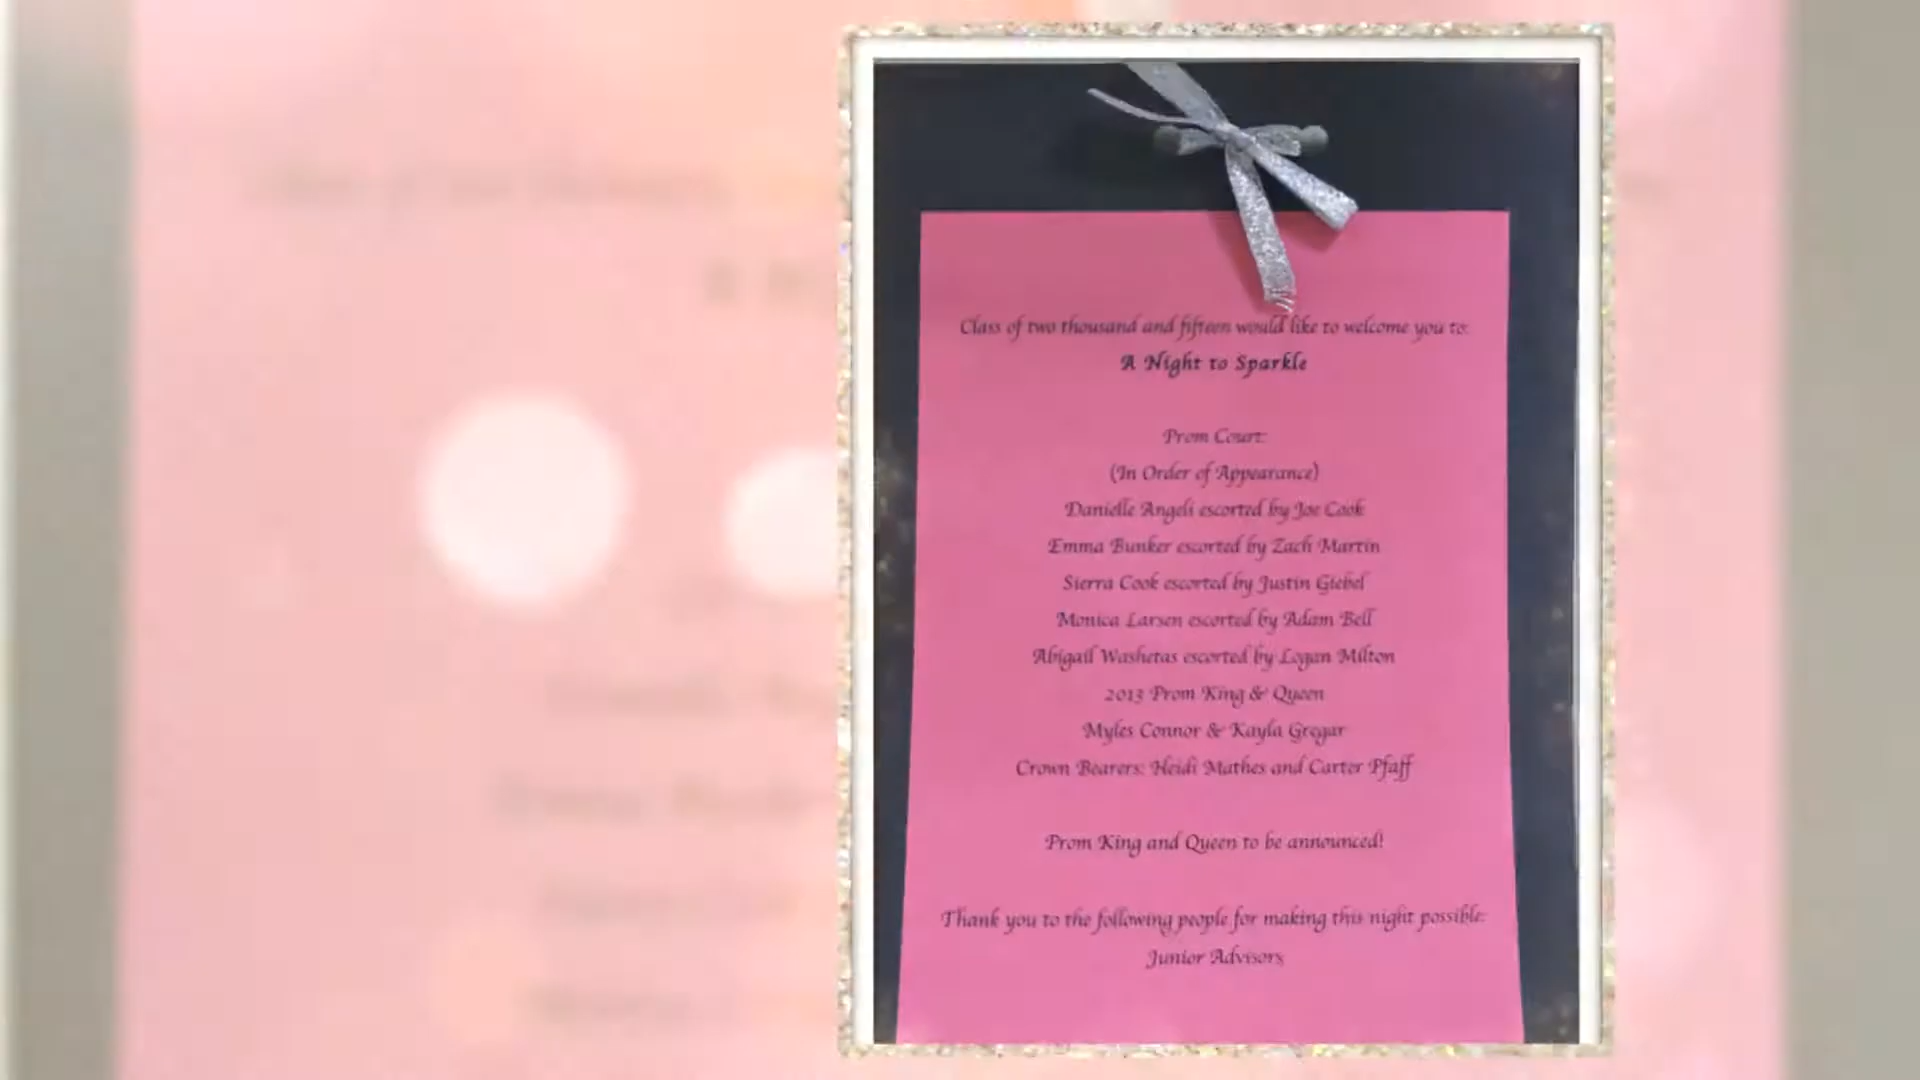 Class of two thousand and fifteen would like to welcome you to:
A Night to Sparkle
Prom Court:
(In Order of Appearance)
Danielle Angeli escorted by Joe Cook
Emma Bunker escorted by Zach Martin
Sierra Cook escorted by Justin Giebel
Monica Larsen escorted by Adam Bell
Abigail Washetas escorted by Logan Milton
2013 Prom King & Queen
Myles Connor & Kayla Gregar
Crown Bearers: Heidi Mathes and Carter Pfaff
Prom King and Queen to be announced!
Thank you to the following people for making this night possible:
Junior Advisors